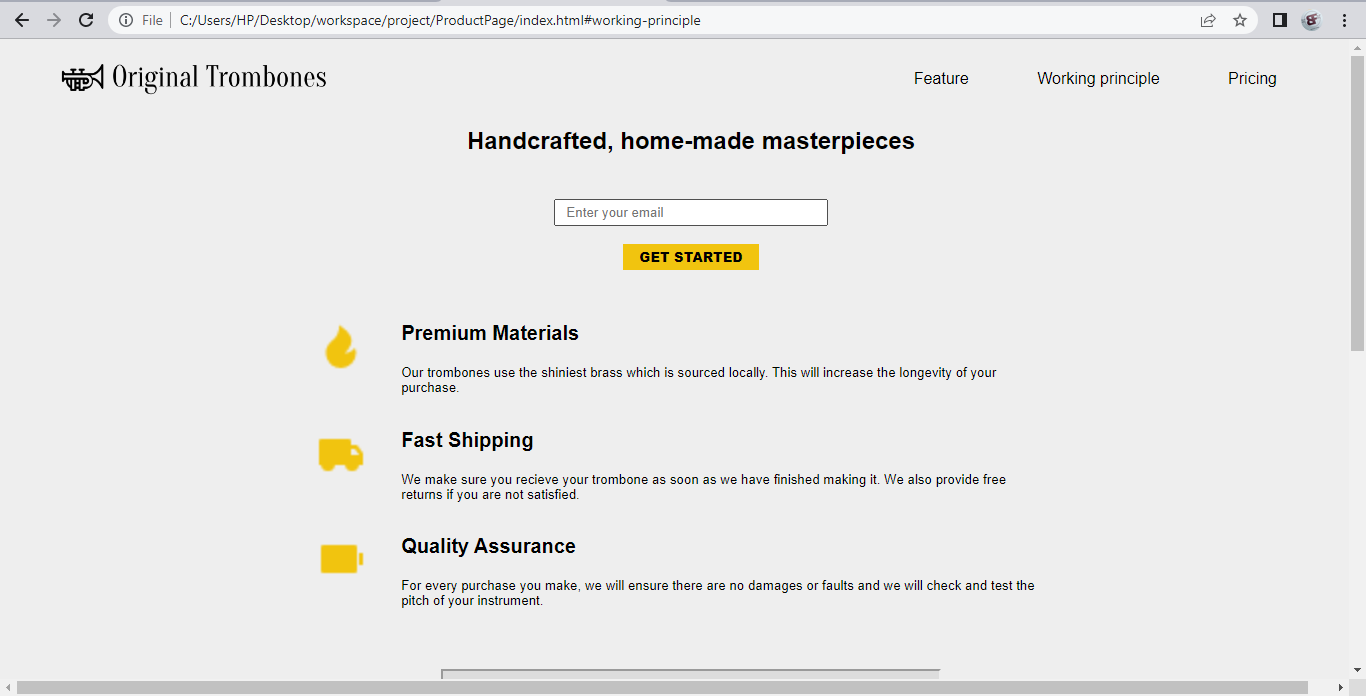 File C:/Users/HP/Desktop/workspace/project/ProductPage/index.html#working-principle
Original Trombones
Feature Working principle Pricing
Handcrafted, home-made masterpieces
Enter your email
GET STARTED
Premium Materials
Our trombones use the shiniest brass which is sourced locally. This will increase the longevity of your
purchase.
Fast Shipping
We make sure you recieve your trombone as soon as we have finished making it. We also provide free
returns if you are not satisfied.
Quality Assurance
For every purchase you make, we will ensure there are no damages or faults and we will check and test the
pitch of your instrument.